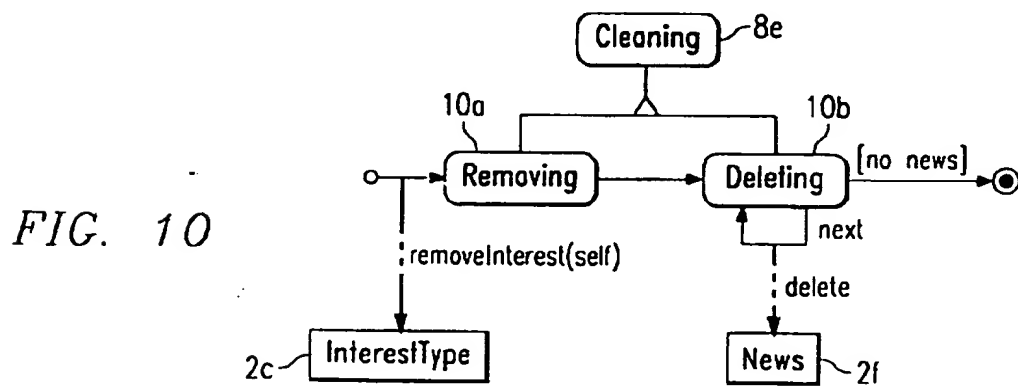 Cleaning
8e
10a
10b
Removing
Deleting
[no news]
FIG. 10
next
removeInterest(self)
delete
2c
InterestType
News
2f